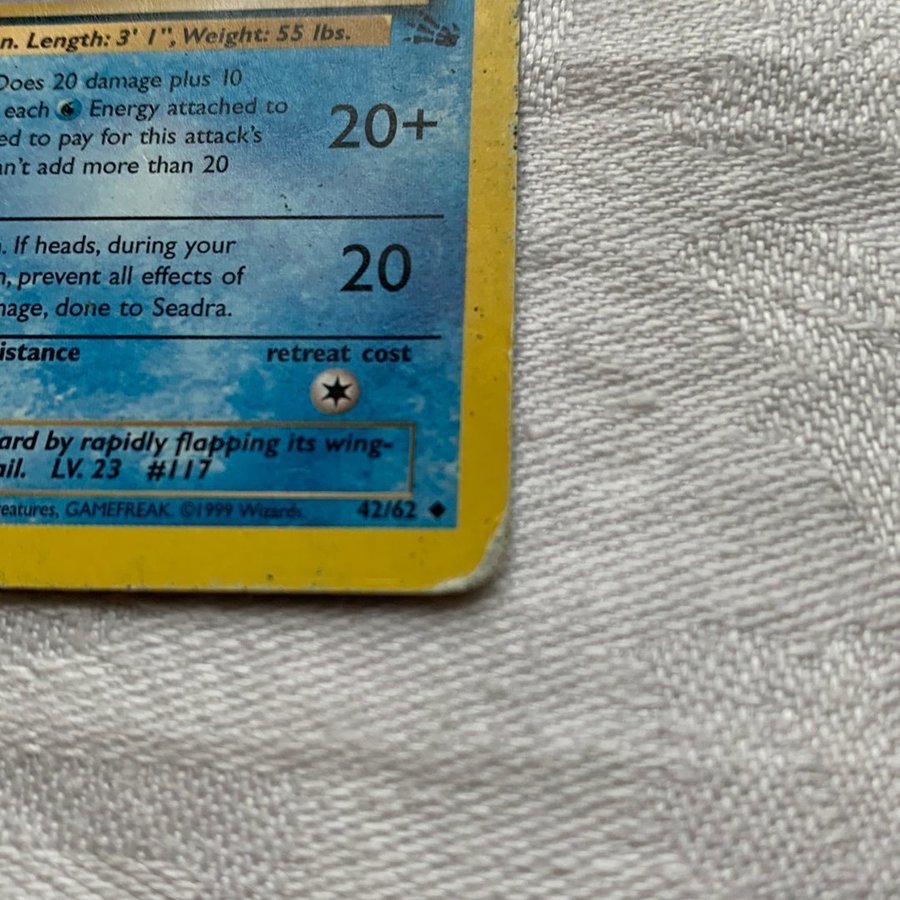 n. Length: 3' 1", Weight: 55 lbs.
Does 20 damage plus 10
each Energy attached to
ed to pay for this attack's
an't add more than 20
20+
. If heads, during your
n, prevent all effects of
mage, done to Seadra.
20
istance
retreat cost
ard by rapidly flapping its wing-
ail. LV. 23 #117
eatures, GAMEFREAK. ©1999 Wizards. 42/62